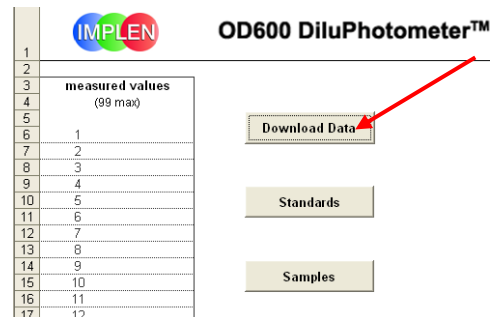 IMPLEN OD600 DiluPhotometer™
1
2
3 measured values
4 (99 max)
5
Download Data
6 1
7 2
8 3
9 4
10 5
Standards
11 6
12 7
13 8
14 9
Samples
15 10
16 11
17 12